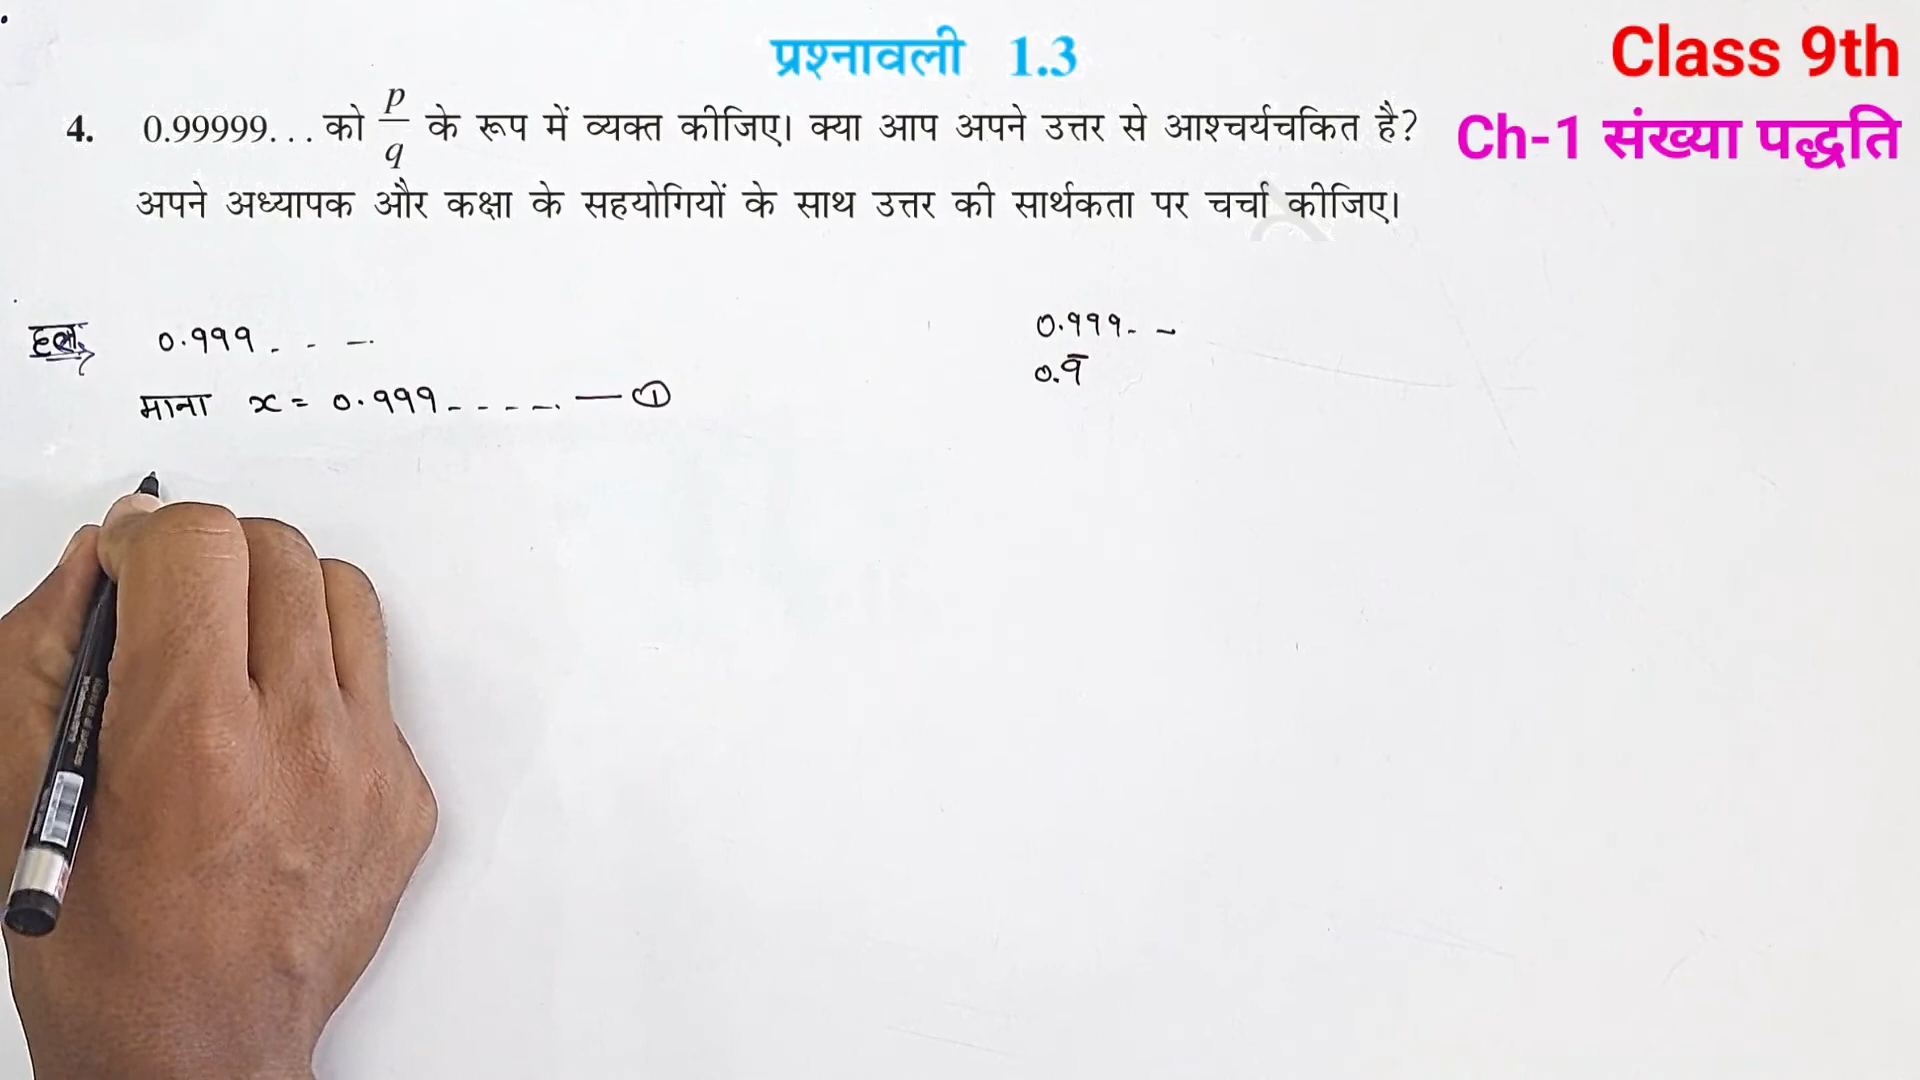 प्रश्नावली 1.3
Class 9th
4. 0.99999... को p/q के रूप में व्यक्त कीजिए। क्या आप अपने उत्तर से आश्चर्यचकित है?
Ch-1 संख्या पद्धति
अपने अध्यापक और कक्षा के सहयोगियों के साथ उत्तर की सार्थकता पर चर्चा कीजिए।
हल 0.999 - - -.
0.999- -
0.9̅
माना x = 0.999- - - -. — ①